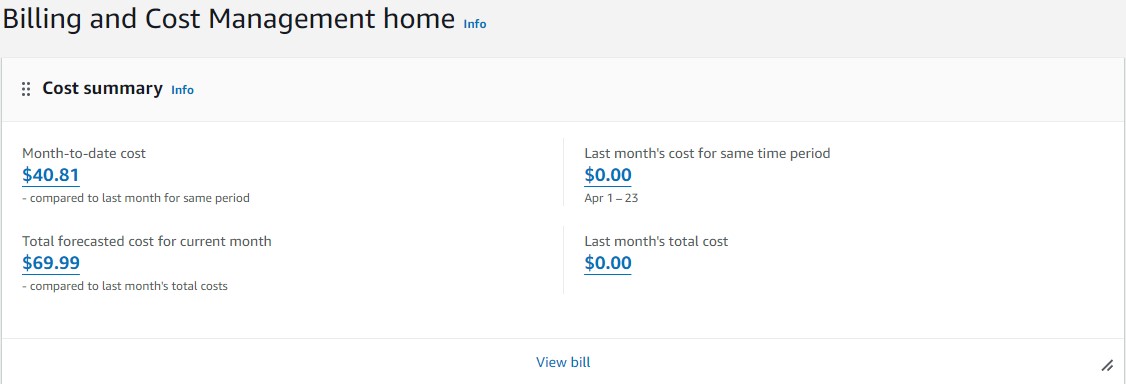 Billing and Cost Management home Info
Cost summary Info
Month-to-date cost
$40.81
- compared to last month for same period
Last month's cost for same time period
$0.00
Apr 1 – 23
Total forecasted cost for current month
$69.99
- compared to last month's total costs
Last month's total cost
$0.00
View bill